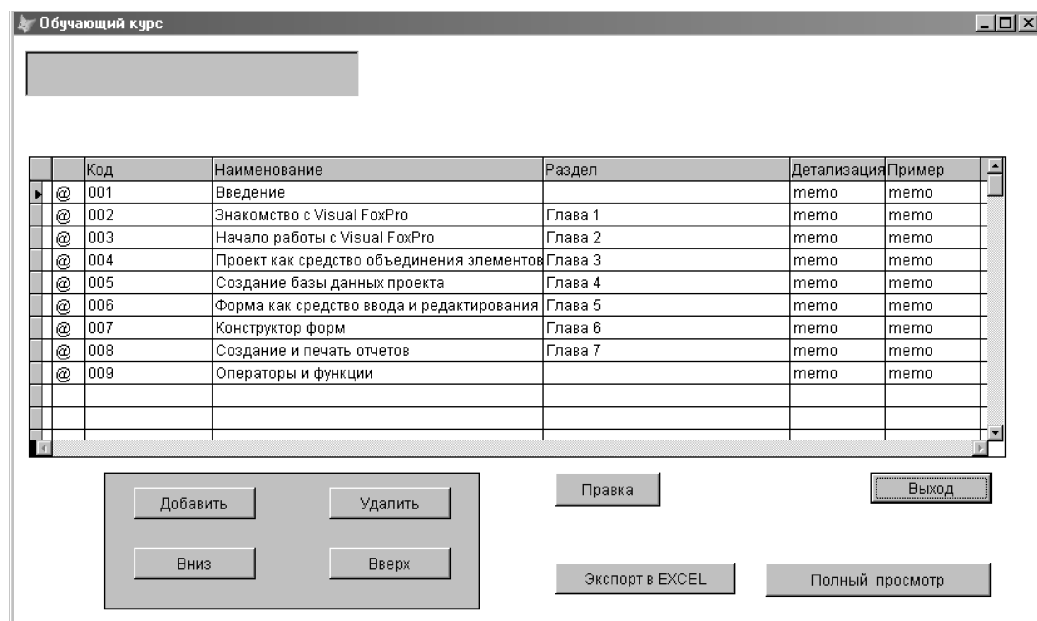 Обучающий курс
Код Наименование Раздел Детализация Пример
@ 001 Введение memo memo
@ 002 Знакомство с Visual FoxPro Глава 1 memo memo
@ 003 Начало работы с Visual FoxPro Глава 2 memo memo
@ 004 Проект как средство объединения элементов Глава 3 memo memo
@ 005 Создание базы данных проекта Глава 4 memo memo
@ 006 Форма как средство ввода и редактирования Глава 5 memo memo
@ 007 Конструктор форм Глава 6 memo memo
@ 008 Создание и печать отчетов Глава 7 memo memo
@ 009 Операторы и функции memo memo
Добавить Удалить Правка Выход
Вниз Вверх Экспорт в EXCEL Полный просмотр